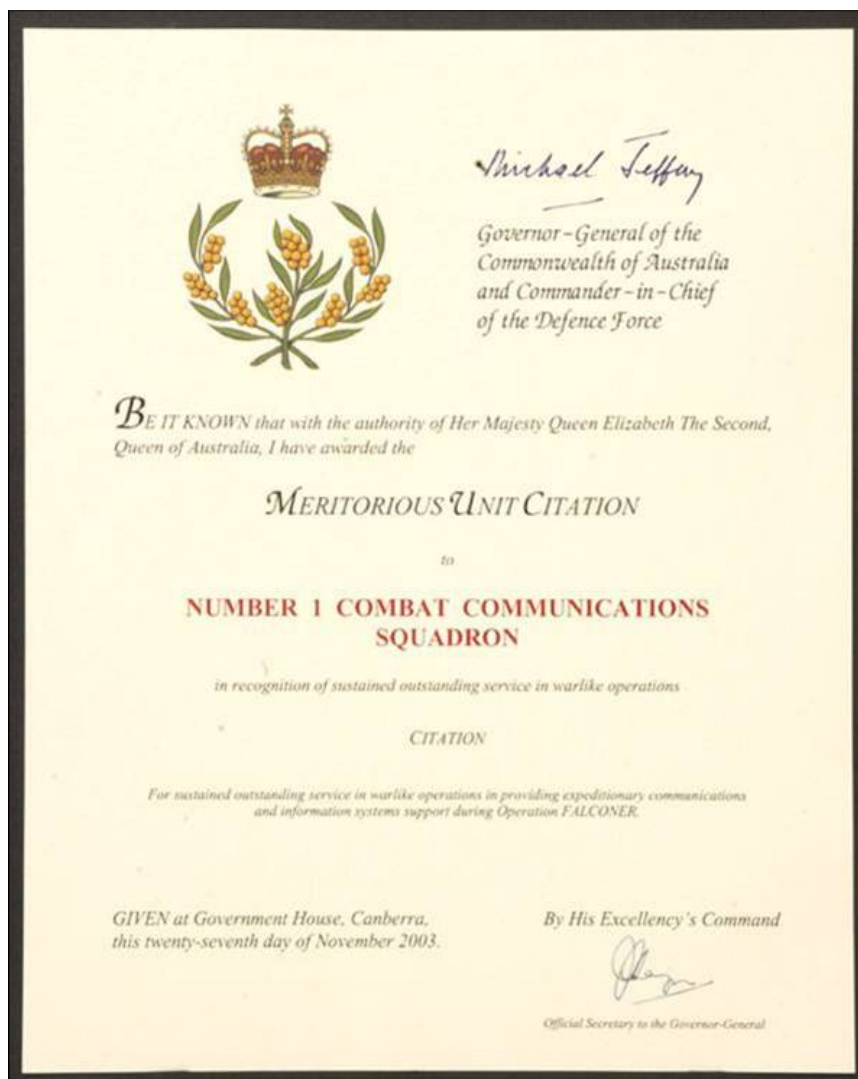 Michael Jeffery
Governor-General of the
Commonwealth of Australia
and Commander-in-Chief
of the Defence Force
BE IT KNOWN that with the authority of Her Majesty Queen Elizabeth The Second,
Queen of Australia, I have awarded the
MERITORIOUS UNIT CITATION
to
NUMBER 1 COMBAT COMMUNICATIONS
SQUADRON
in recognition of sustained outstanding service in warlike operations
CITATION
For sustained outstanding service in warlike operations in providing expeditionary communications
and information systems support during Operation FALCONER.
GIVEN at Government House, Canberra,
this twenty-seventh day of November 2003.
By His Excellency's Command
Official Secretary to the Governor-General